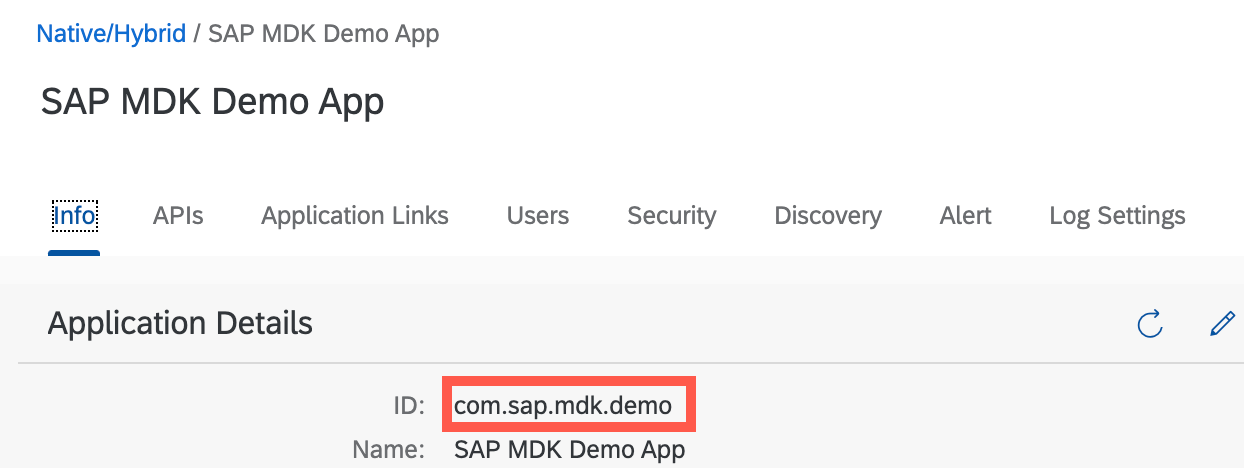 Native/Hybrid / SAP MDK Demo App
SAP MDK Demo App
Info APIs Application Links Users Security Discovery Alert Log Settings
Application Details
ID: com.sap.mdk.demo
Name: SAP MDK Demo App